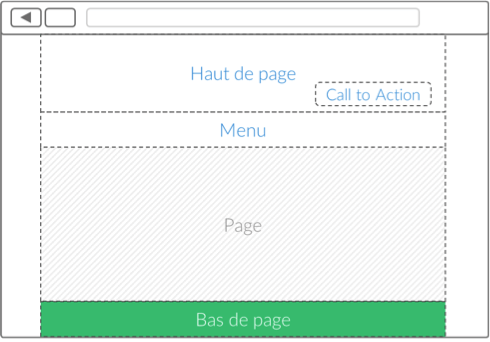 Haut de page
Call to Action
Menu
Page
Bas de page